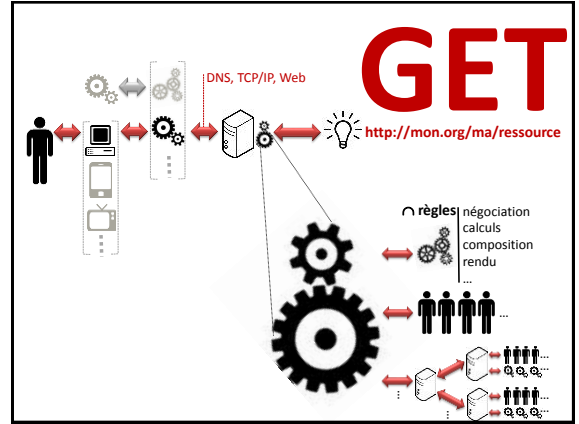 GET
DNS, TCP/IP, Web
http://mon.org/ma/ressource
∩ règles
négociation
calculs
composition
rendu
...
...
...
...
...
...